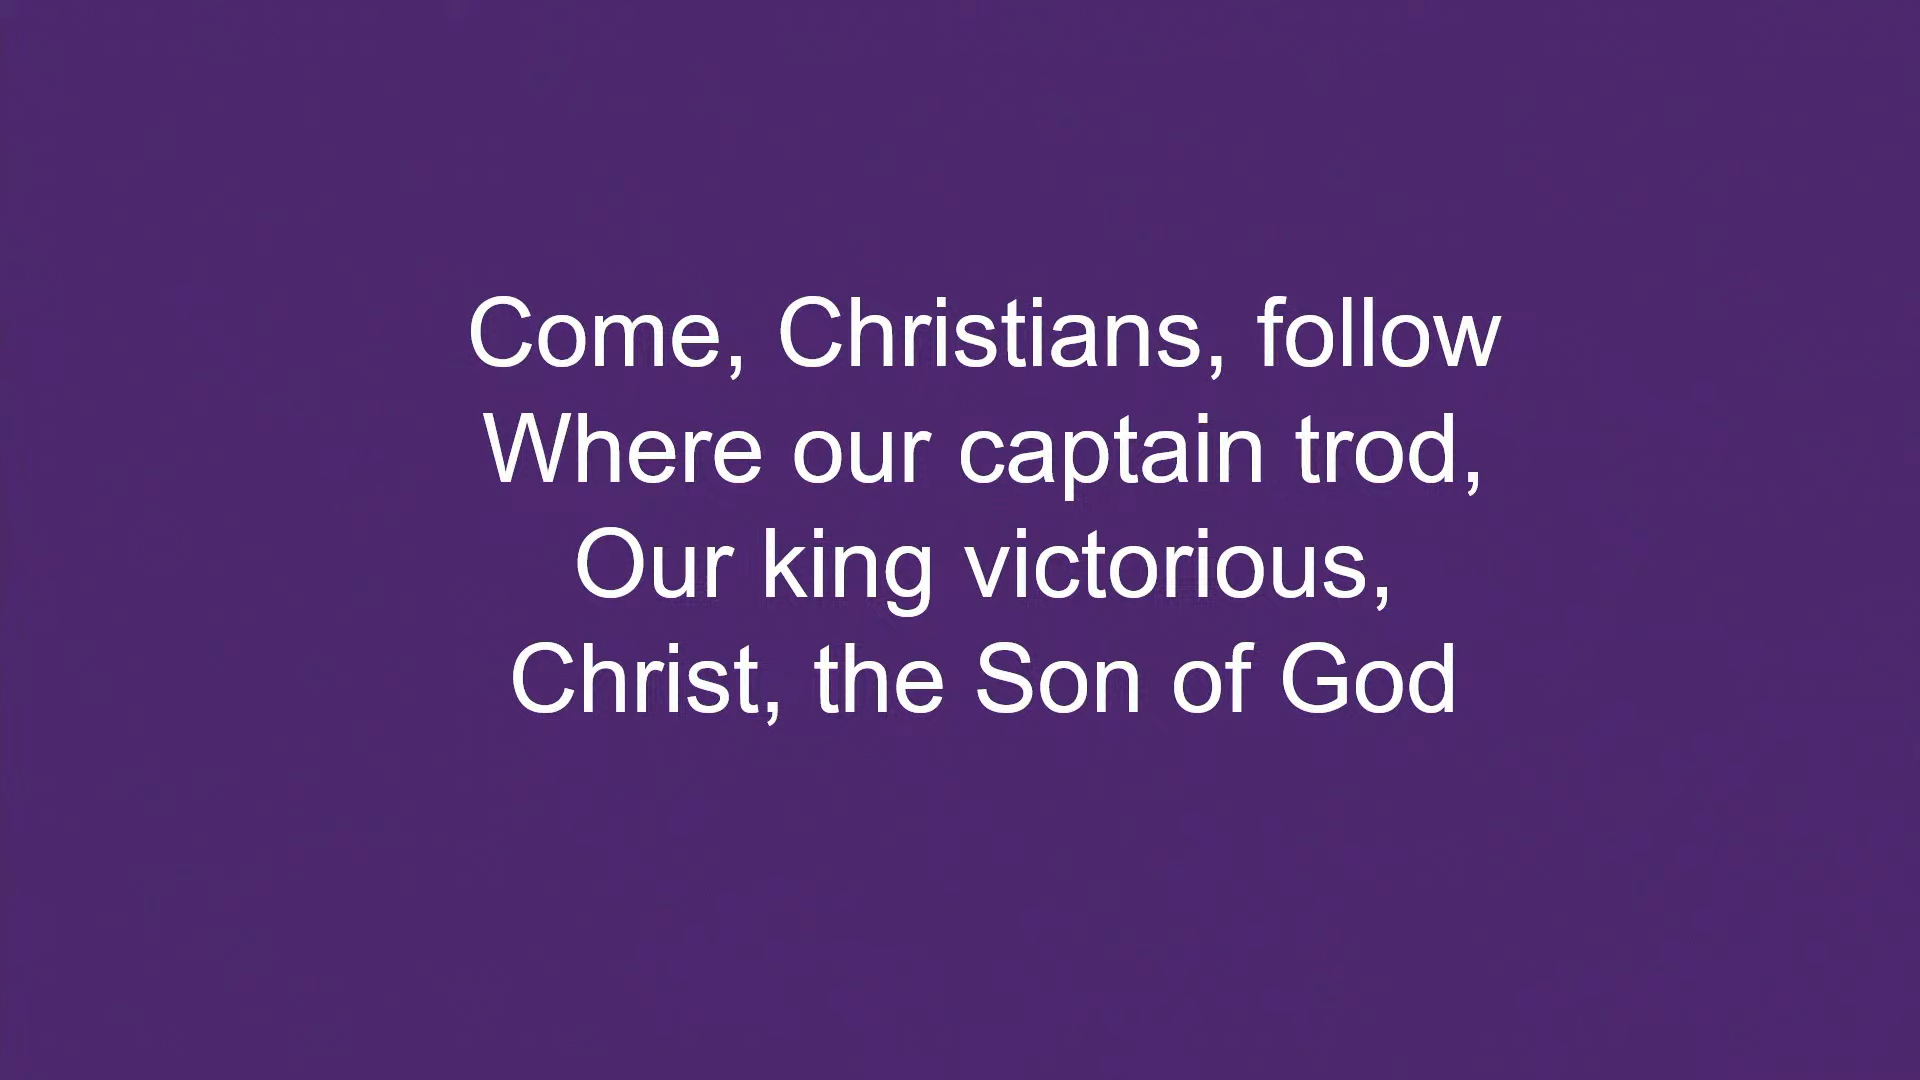 Come, Christians, follow
Where our captain trod,
Our king victorious,
Christ, the Son of God